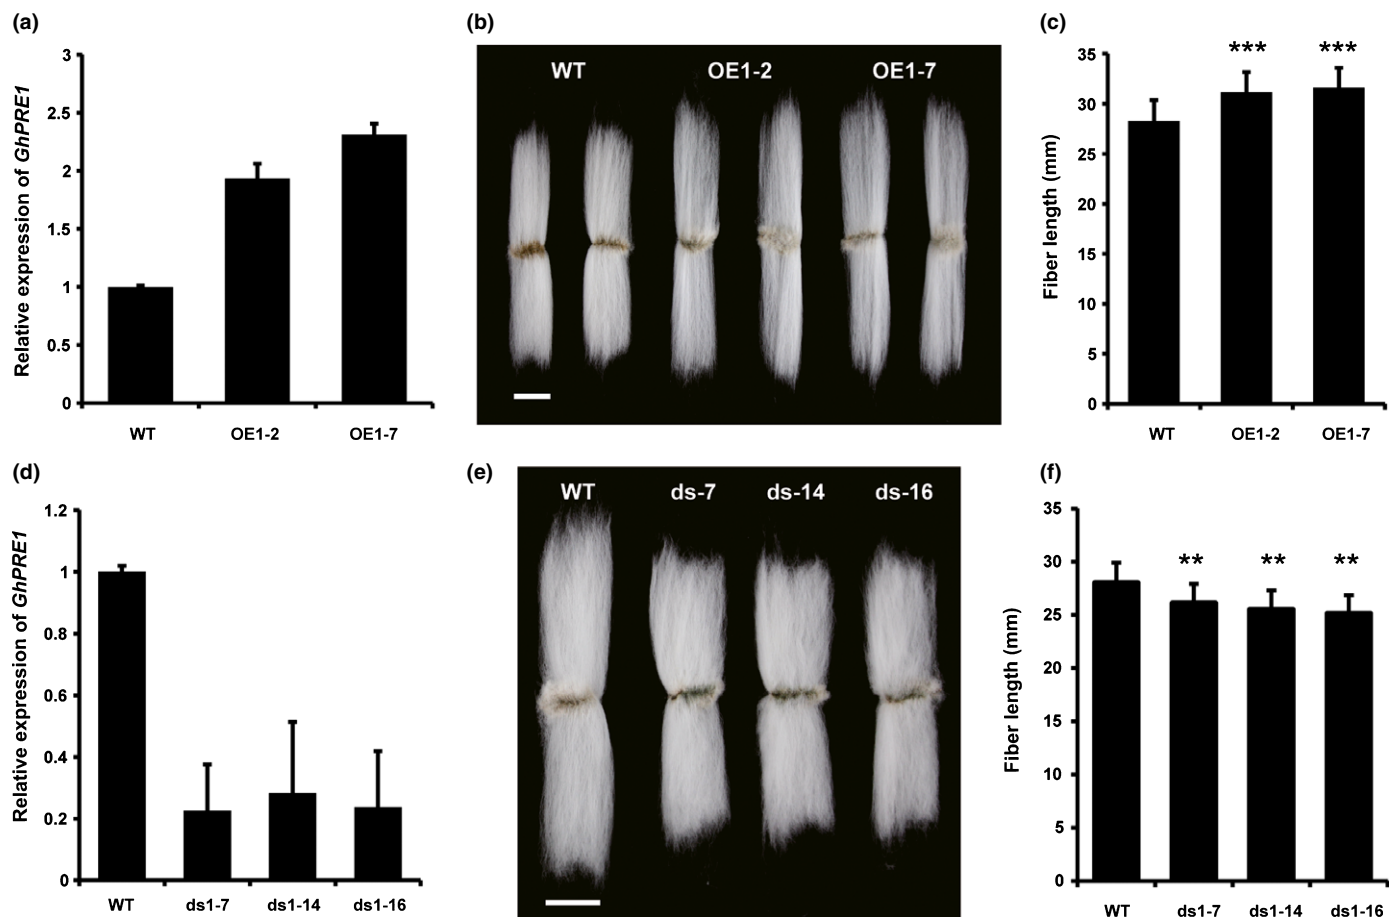 (a)
Relative expression of GhPRE1
3
2.5
2
1.5
1
0.5
0
WT
OE1-2
OE1-7
(b)
WT
OE1-2
OE1-7
(c)
Fiber length (mm)
***
***
35
30
25
20
15
10
5
0
WT
OE1-2
OE1-7
(d)
Relative expression of GhPRE1
1.2
1
0.8
0.6
0.4
0.2
0
WT
ds1-7
ds1-14
ds1-16
(e)
WT
ds-7
ds-14
ds-16
(f)
Fiber length (mm)
**
**
**
35
30
25
20
15
10
5
0
WT
ds1-7
ds1-14
ds1-16